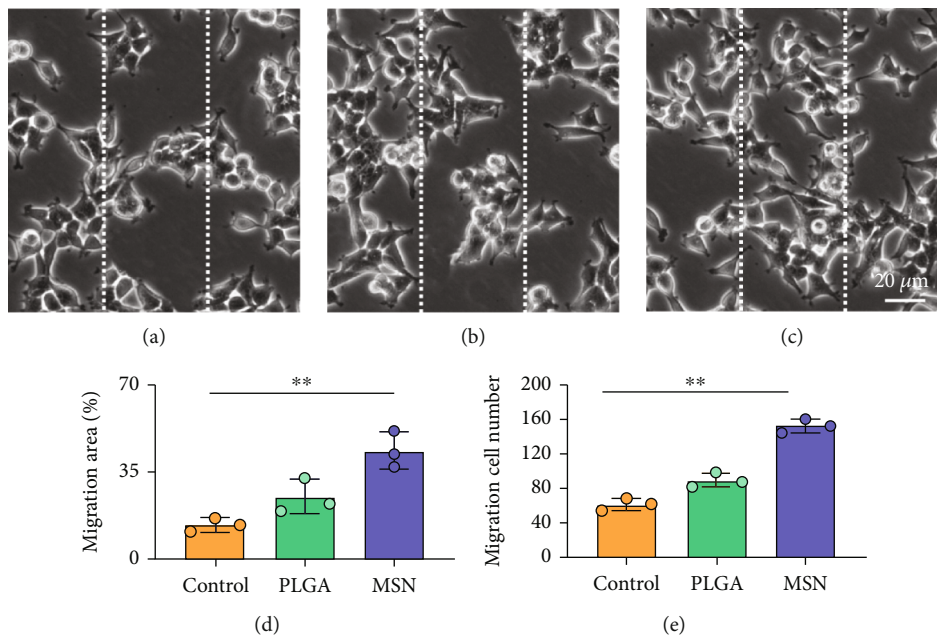 20 μm
(a)
(b)
(c)
Migration area (%)
70
35
0
**
Control
PLGA
MSN
(d)
Migration cell number
200
160
120
80
40
0
**
Control
PLGA
MSN
(e)